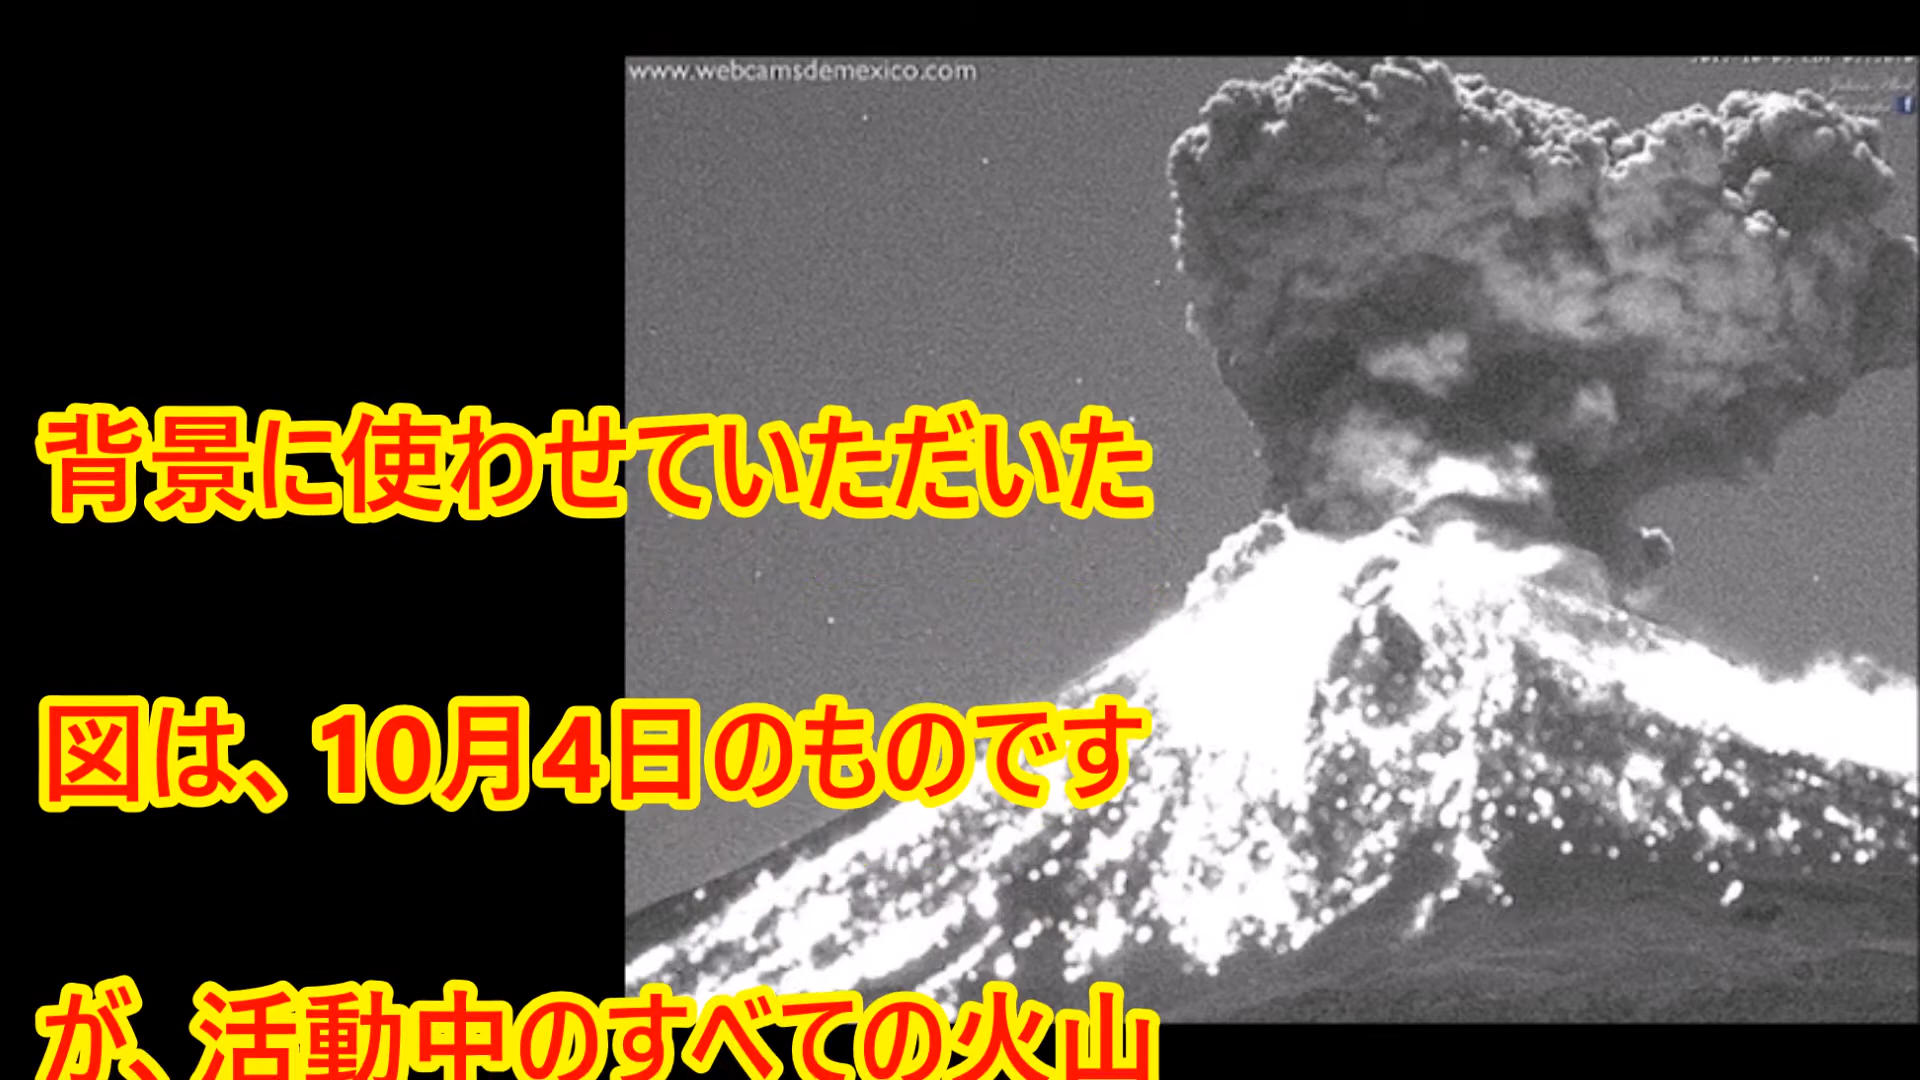 www.webcamsdemexico.com
背景に使わせていただいた
図は、10月4日のものです
が、活動中のすべての火山